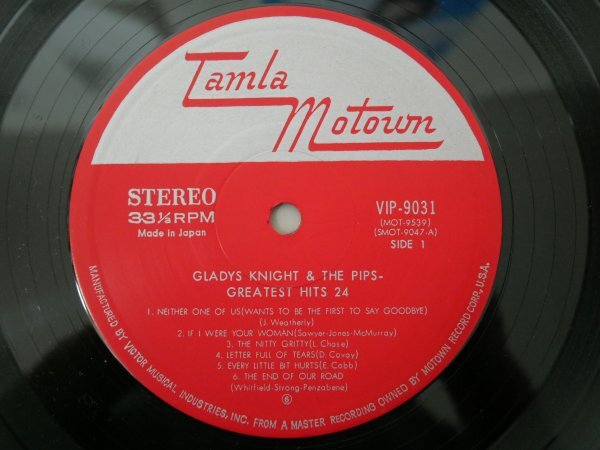 Tamla
Motown
STEREO
33⅓RPM
Made in Japan
VIP-9031
(MOT-9539)
(SMOT-9047-A)
SIDE 1
GLADYS KNIGHT & THE PIPS-
GREATEST HITS 24
1. NEITHER ONE OF US(WANTS TO BE THE FIRST TO SAY GOODBYE)
(J. Weatherly)
2. IF I WERE YOUR WOMAN(Sawyer-Jones-McMurray)
3. THE NITTY GRITTY(L. Chase)
4. LETTER FULL OF TEARS(D. Covay)
5. EVERY LITTLE BIT HURTS(E. Cobb)
6. THE END OF OUR ROAD
(Whitfield-Strong-Penzabene)
⑥
MANUFACTURED BY VICTOR MUSICAL INDUSTRIES, INC. FROM A MASTER RECORDING OWNED BY MOTOWN RECORD CORP., U.S.A.